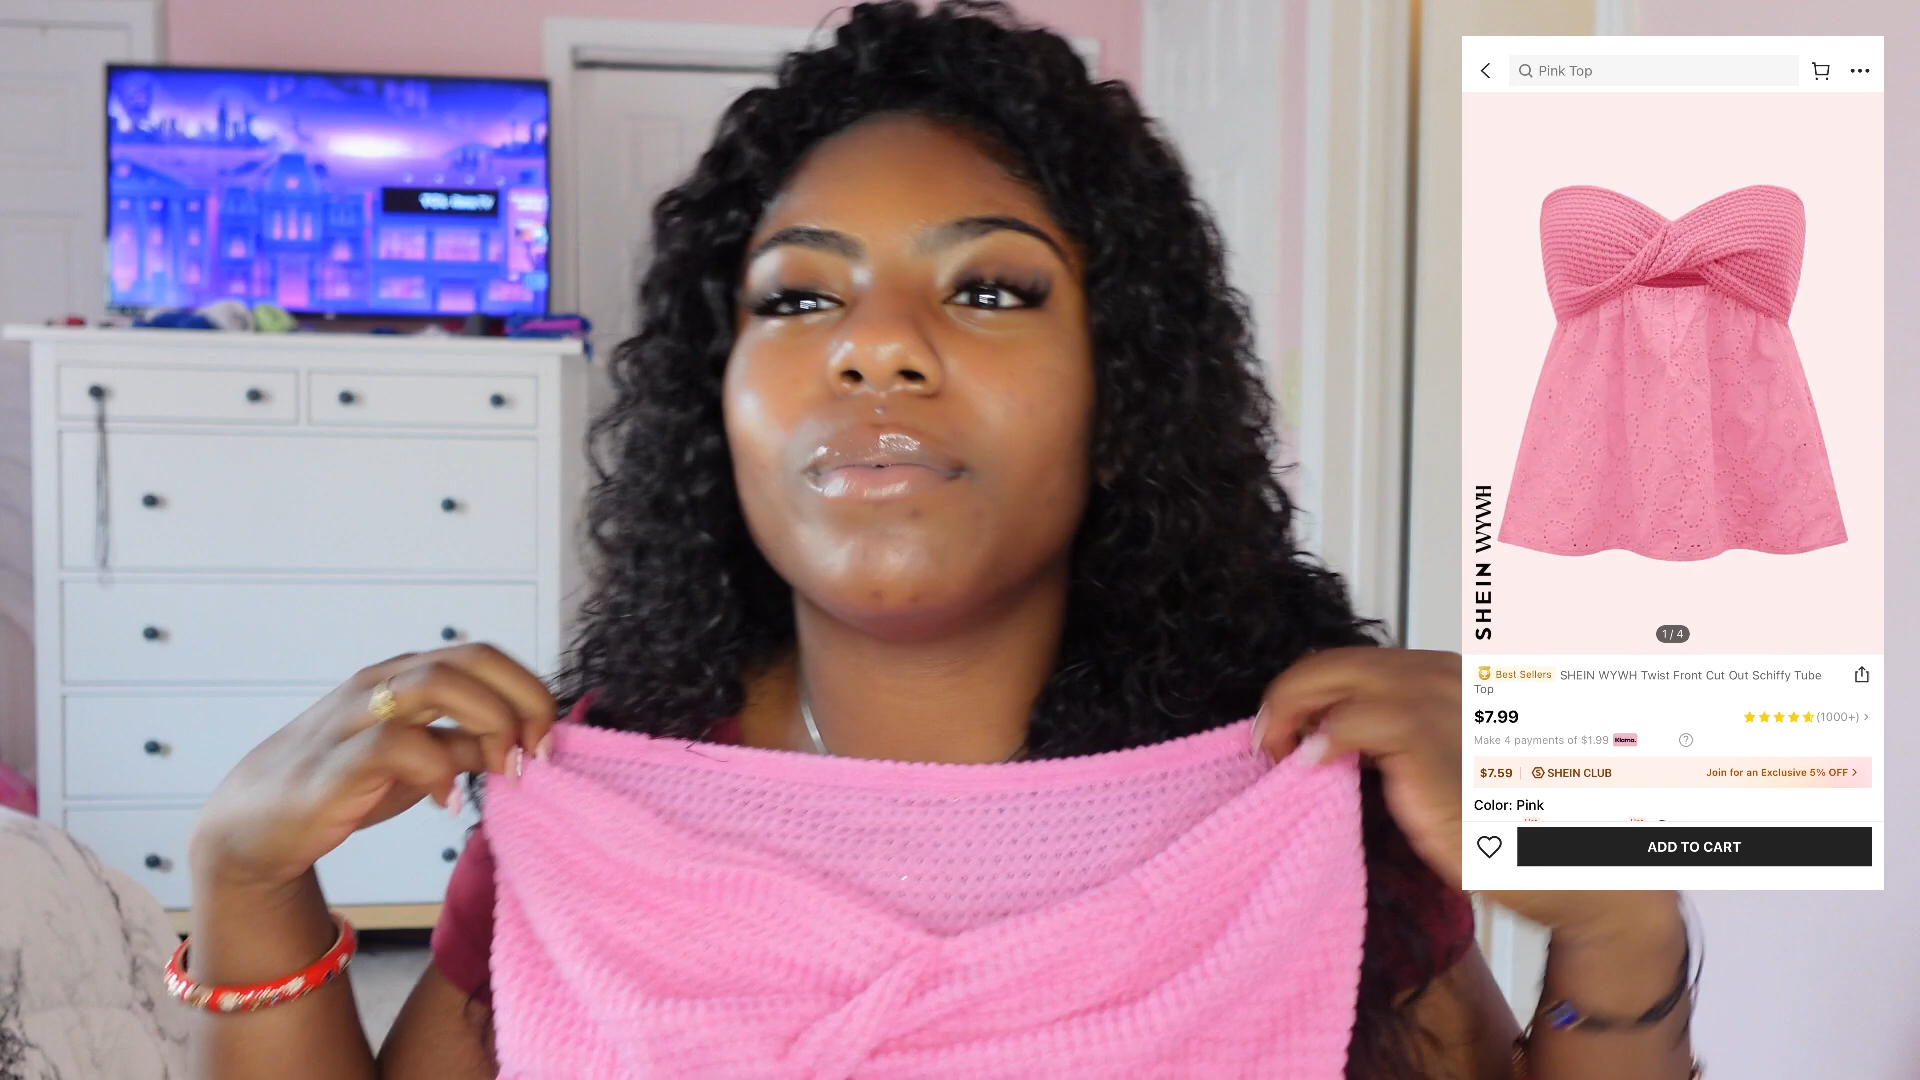 Pink Top
SHEIN WYWH
1 / 4
Best Sellers SHEIN WYWH Twist Front Cut Out Schiffy Tube
Top
$7.99
(1000+) >
Make 4 payments of $1.99 Klarna. ?
$7.59 | S SHEIN CLUB Join for an Exclusive 5% OFF >
Color: Pink
ADD TO CART